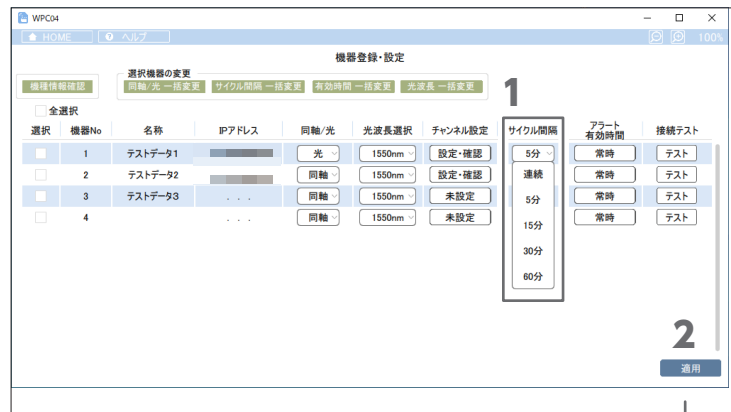 WPC04
HOME ? ヘルプ 100%
機器登録・設定
選択機器の変更
機種情報確認 同軸/光 一括変更 サイクル間隔 一括変更 有効時間 一括変更 光波長 一括変更
1
全選択
選択 機器No 名称 IPアドレス 同軸/光 光波長選択 チャンネル設定 サイクル間隔 アラート有効時間 接続テスト
1 テストデータ1 光 1550nm 設定・確認 5分 常時 テスト
2 テストデータ2 同軸 1550nm 設定・確認 連続 常時 テスト
3 テストデータ3 . . . 同軸 1550nm 未設定 5分 常時 テスト
4 . . . 同軸 1550nm 未設定 15分 常時 テスト
30分
60分
2
適用